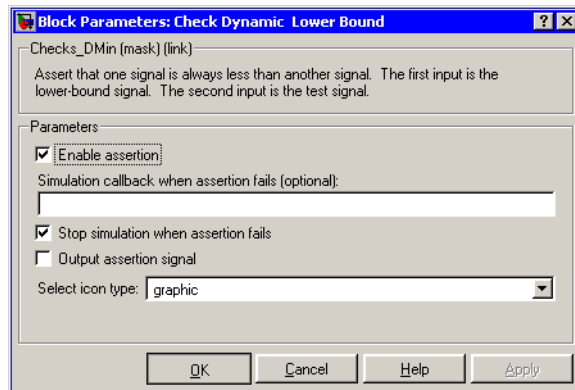 Block Parameters: Check Dynamic  Lower Bound
Checks_DMin (mask) (link)
Assert that one signal is always less than another signal.  The first input is the
lower-bound signal.  The second input is the test signal.
Parameters
Enable assertion
Simulation callback when assertion fails (optional):
Stop simulation when assertion fails
Output assertion signal
Select icon type: graphic
OK Cancel Help Apply